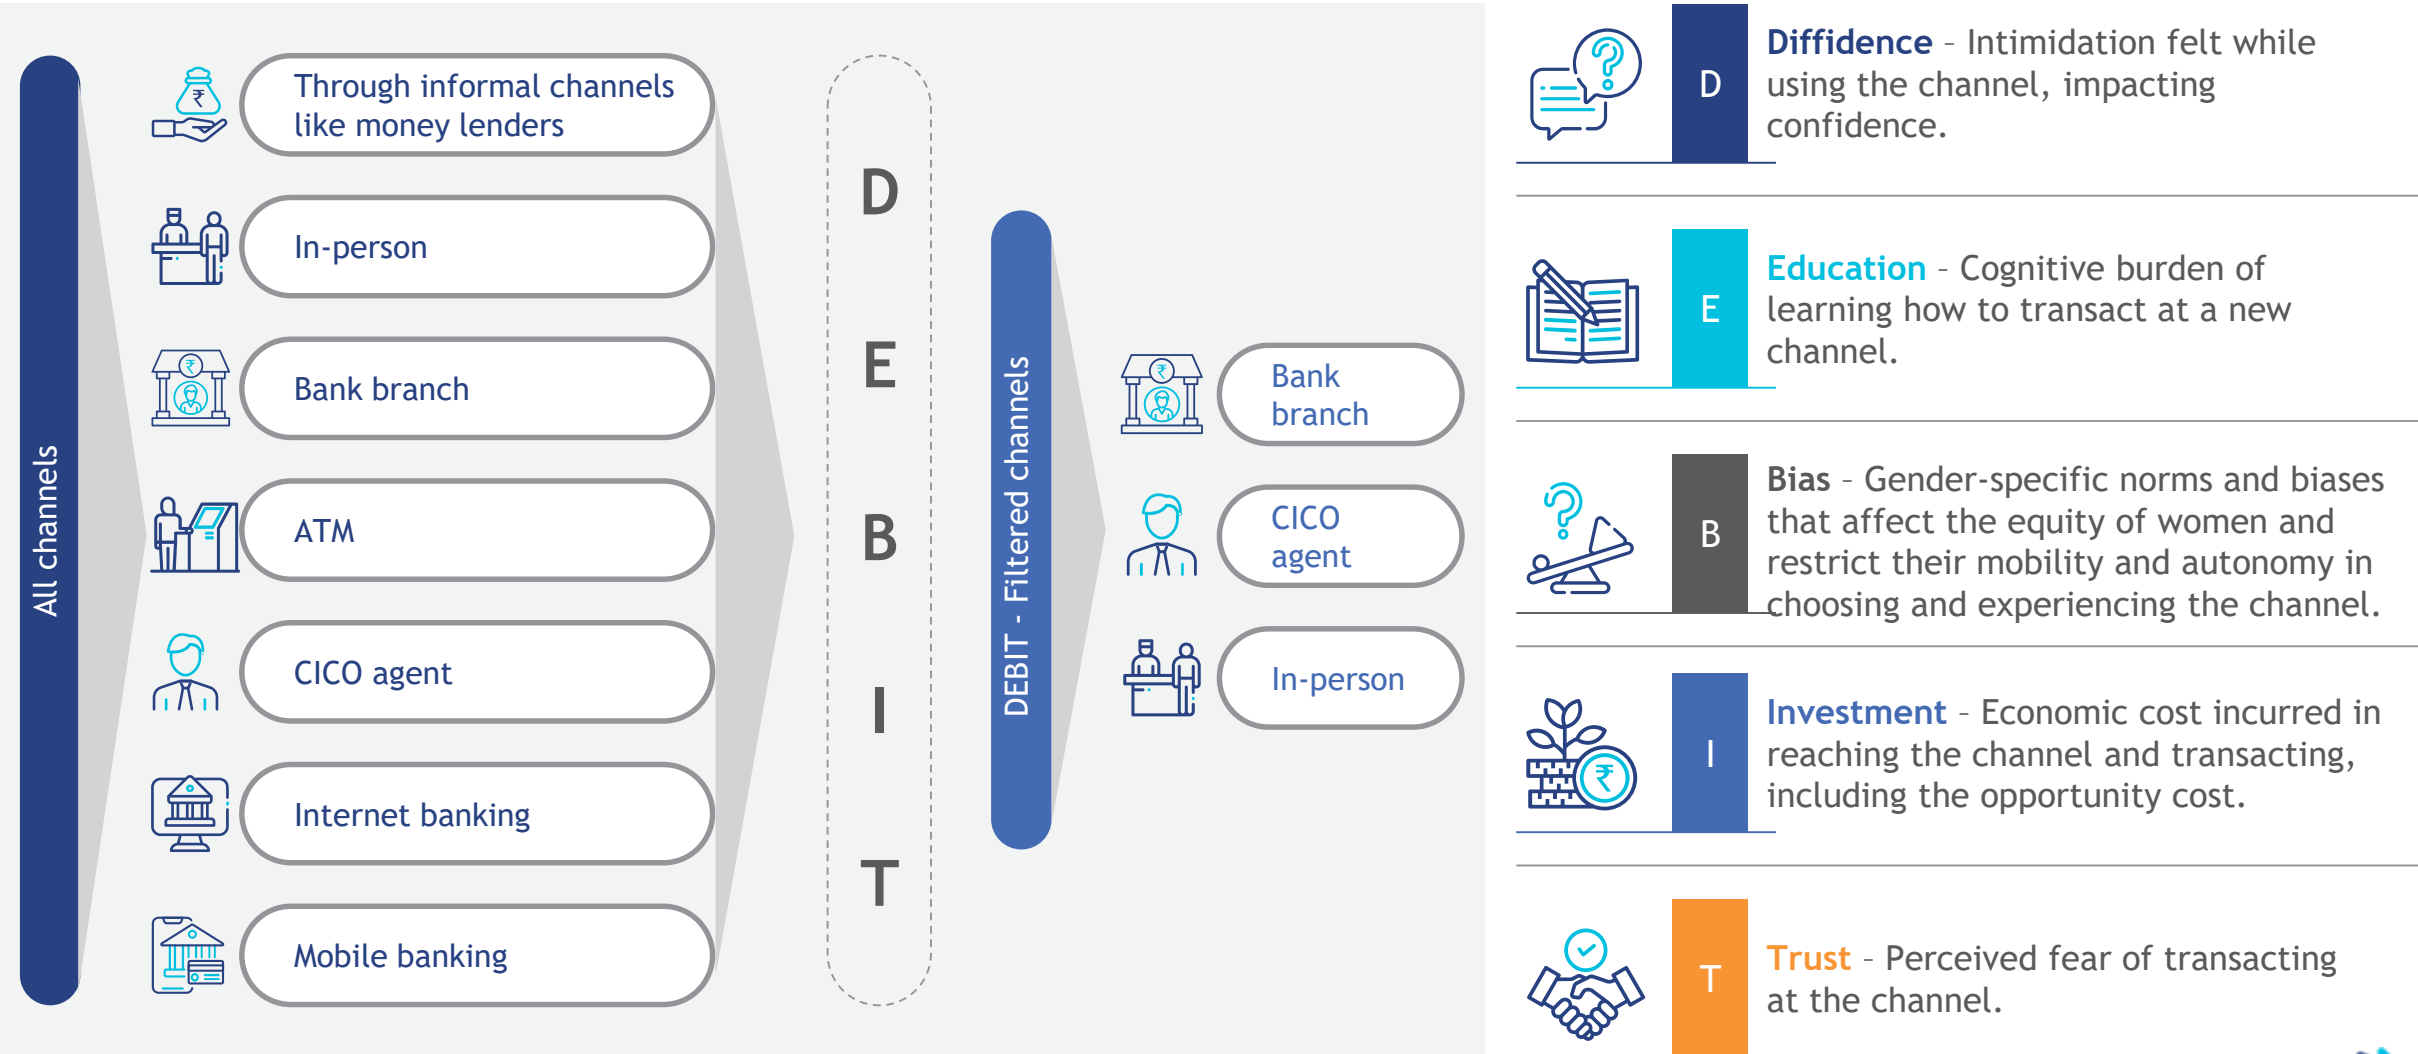 All channels
Through informal channels
like money lenders
In-person
Bank branch
ATM
CICO agent
Internet banking
Mobile banking
D
E
B
I
T
DEBIT - Filtered channels
Bank
branch
CICO
agent
In-person
D
Diffidence – Intimidation felt while
using the channel, impacting
confidence.
E
Education – Cognitive burden of
learning how to transact at a new
channel.
B
Bias – Gender-specific norms and biases
that affect the equity of women and
restrict their mobility and autonomy in
choosing and experiencing the channel.
I
Investment – Economic cost incurred in
reaching the channel and transacting,
including the opportunity cost.
T
Trust – Perceived fear of transacting
at the channel.